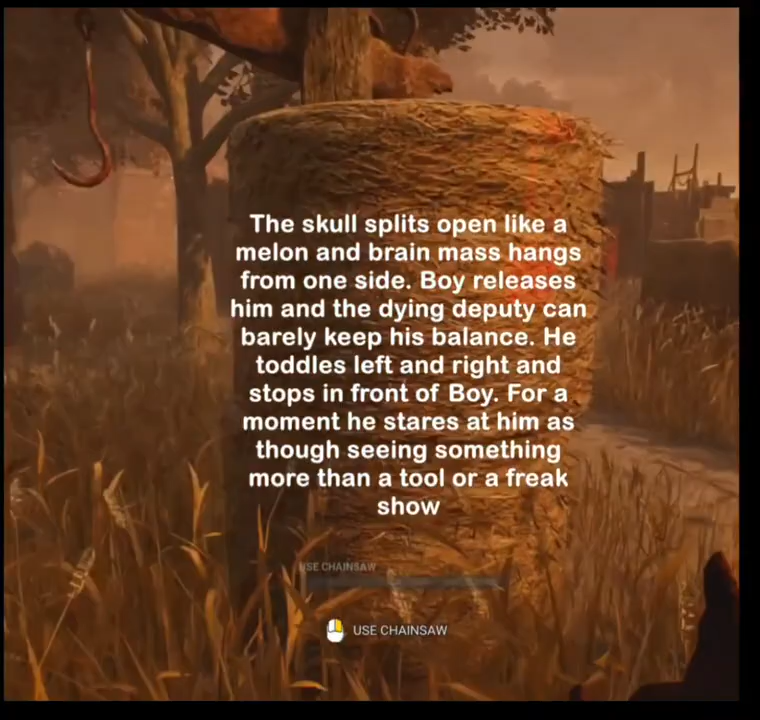 The skull splits open like a
melon and brain mass hangs
from one side. Boy releases
him and the dying deputy can
barely keep his balance. He
toddles left and right and
stops in front of Boy. For a
moment he stares at him as
though seeing something
more than a tool or a freak
show
USE CHAINSAW
USE CHAINSAW